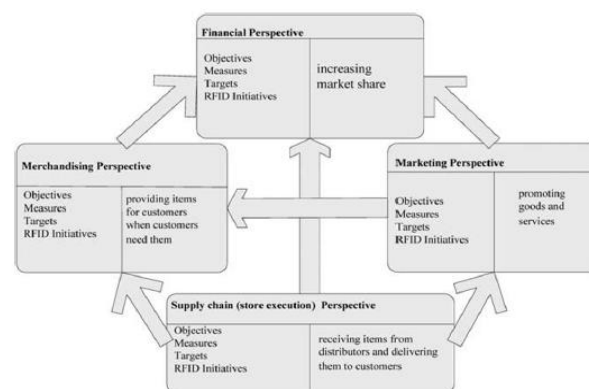 Financial Perspective
Objectives
Measures
Targets
RFID Initiatives
increasing
market share
Merchandising Perspective
Objectives
Measures
Targets
RFID Initiatives
providing items
for customers
when customers
need them
Marketing Perspective
Objectives
Measures
Targets
RFID Initiatives
promoting
goods and
services
Supply chain (store execution) Perspective
Objectives
Measures
Targets
RFID Initiatives
receiving items from
distributors and delivering
them to customers